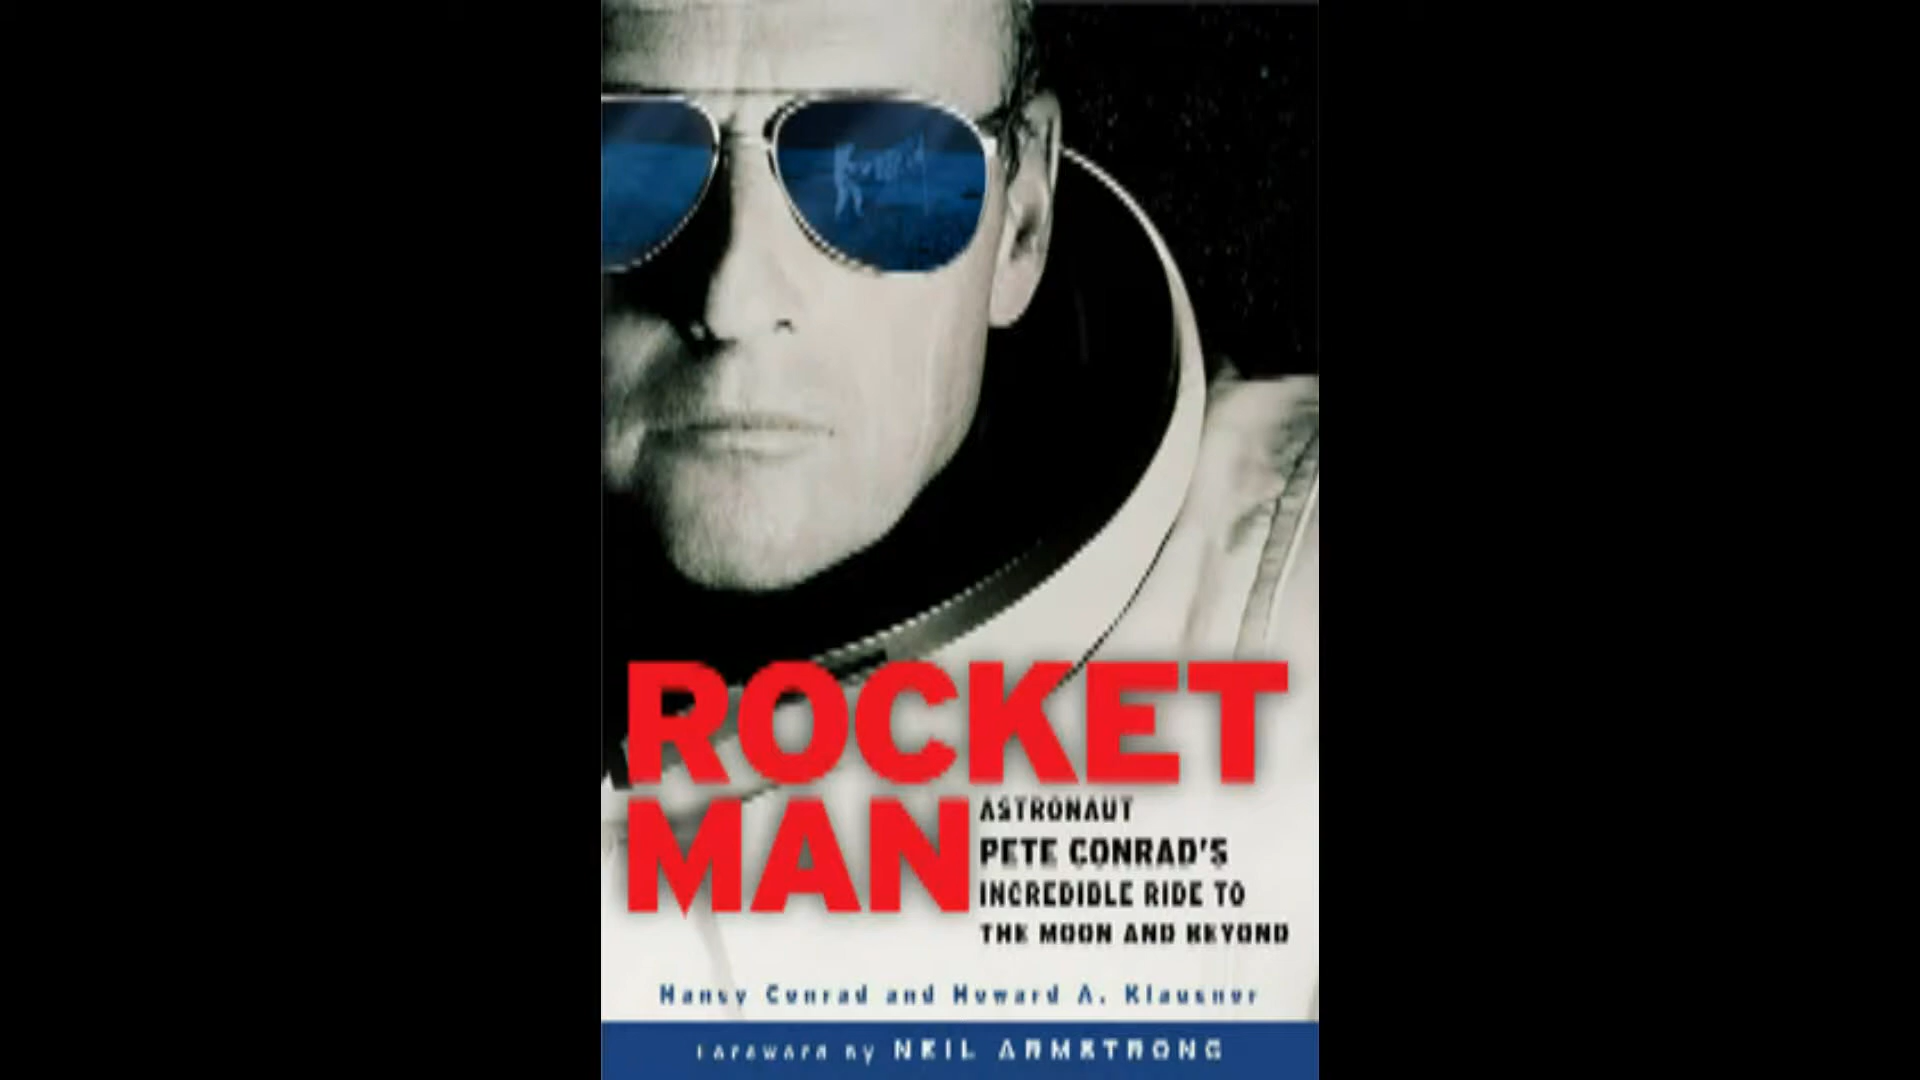 ROCKET
MAN
ASTRONAUT
PETE CONRAD'S
INCREDIBLE RIDE TO
THE MOON AND BEYOND
Nancy Conrad and Howard A. Klausner
Foreword by NEIL ARMSTRONG